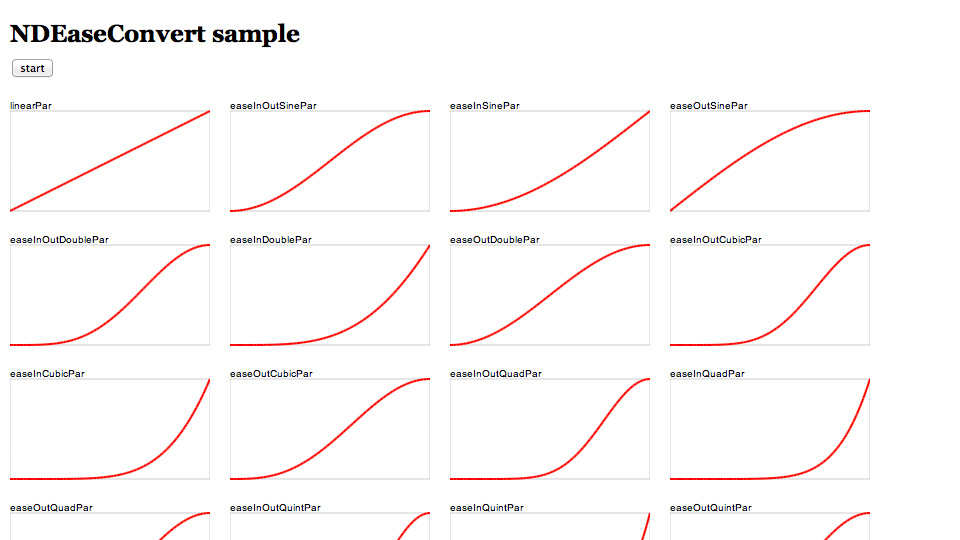 NDEaseConvert sample
start
linearPar
easeInOutSinePar
easeInSinePar
easeOutSinePar
easeInOutDoublePar
easeInDoublePar
easeOutDoublePar
easeInOutCubicPar
easeInCubicPar
easeOutCubicPar
easeInOutQuadPar
easeInQuadPar
easeOutQuadPar
easeInOutQuintPar
easeInQuintPar
easeOutQuintPar